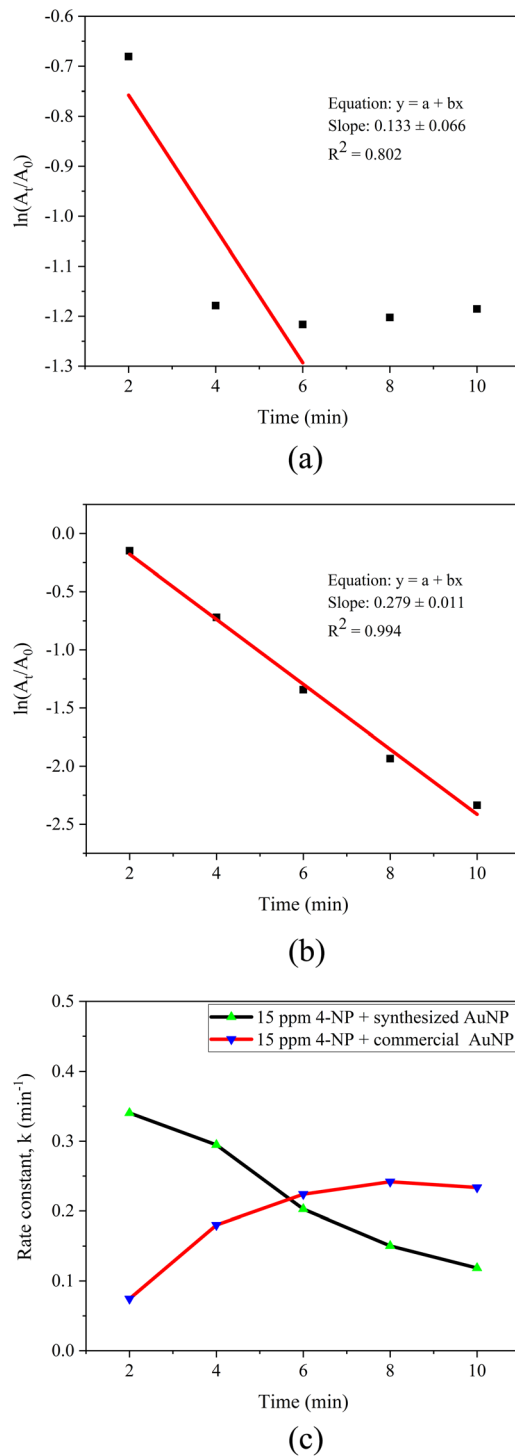 -0.6
-0.7
-0.8
-0.9
-1.0
-1.1
-1.2
-1.3
ln(At/A0)
Equation: y = a + bx
Slope: 0.133 ± 0.066
R2 = 0.802
2 4 6 8 10
Time (min)
(a)
0.0
-0.5
-1.0
-1.5
-2.0
-2.5
ln(At/A0)
Equation: y = a + bx
Slope: 0.279 ± 0.011
R2 = 0.994
2 4 6 8 10
Time (min)
(b)
0.5
0.4
0.3
0.2
0.1
0.0
Rate constant, k (min-1)
15 ppm 4-NP + synthesized AuNP
15 ppm 4-NP + commercial AuNP
2 4 6 8 10
Time (min)
(c)